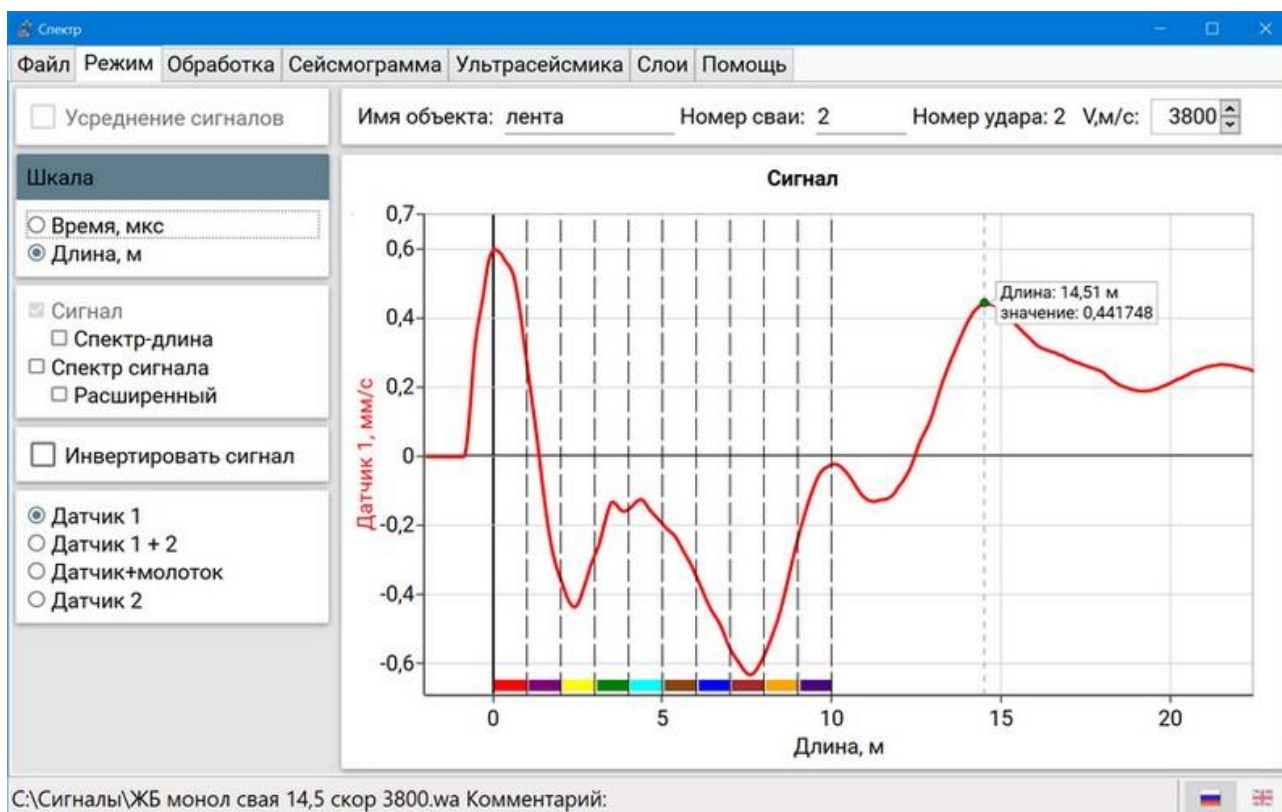 Спектр
Файл Режим Обработка Сейсмограмма Ультрасейсмика Слои Помощь
Усреднение сигналов
Имя объекта: лента Номер сваи: 2 Номер удара: 2 V,м/с: 3800
Шкала
Время, мкс
Длина, м
Сигнал
Спектр-длина
Спектр сигнала
Расширенный
Инвертировать сигнал
Датчик 1
Датчик 1 + 2
Датчик+молоток
Датчик 2
Сигнал
0,7
0,6
0,4
0,2
0
-0,2
-0,4
-0,6
Датчик 1, мм/с
Длина: 14,51 м
значение: 0,441748
0 5 10 15 20
Длина, м
C:\Сигналы\ЖБ монол свая 14,5 скор 3800.wa Комментарий: